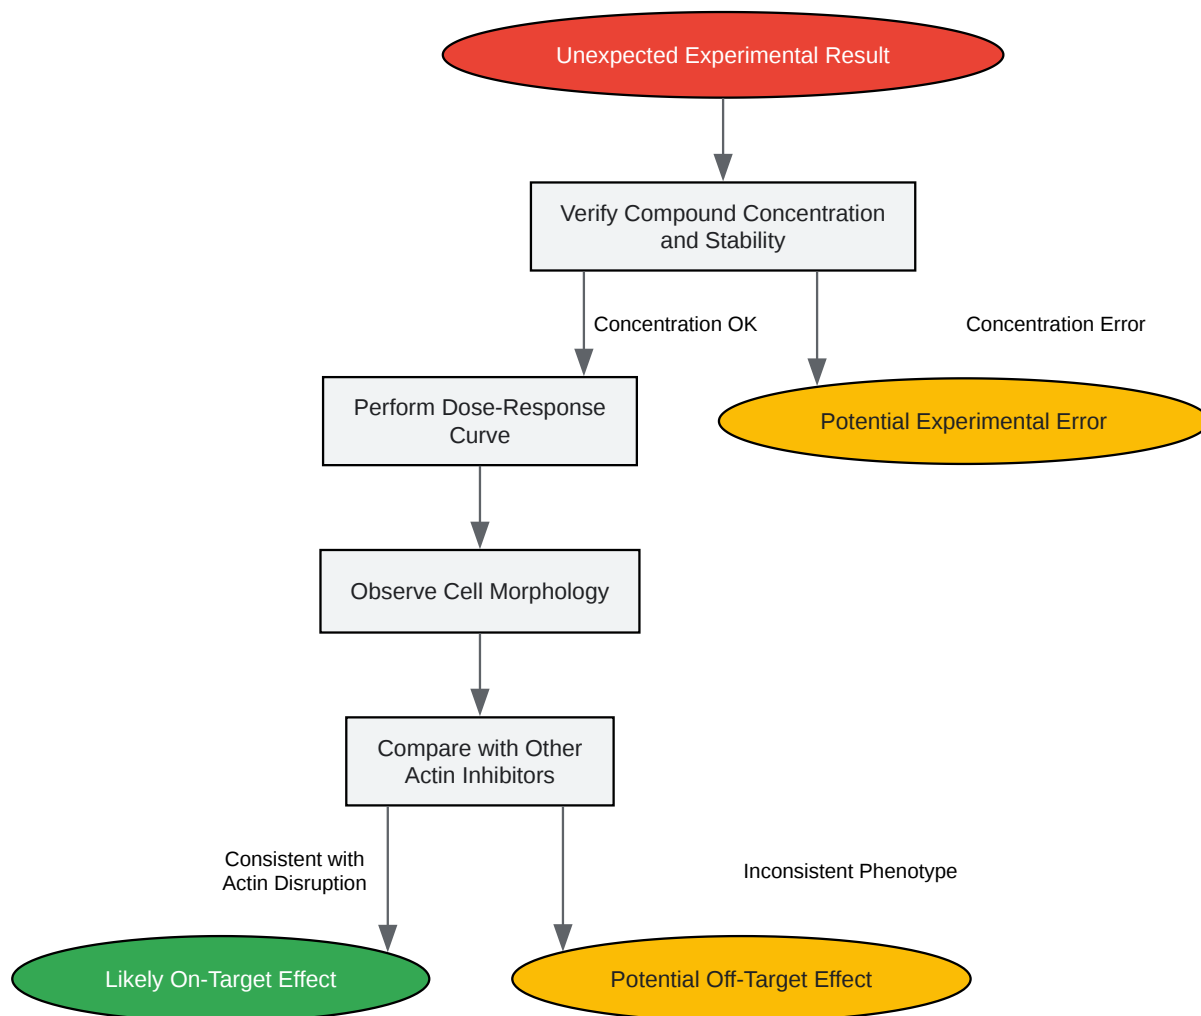 Unexpected Experimental Result
Verify Compound Concentration
and Stability
Concentration OK
Concentration Error
Perform Dose-Response
Curve
Potential Experimental Error
Observe Cell Morphology
Compare with Other
Actin Inhibitors
Consistent with
Actin Disruption
Inconsistent Phenotype
Likely On-Target Effect
Potential Off-Target Effect